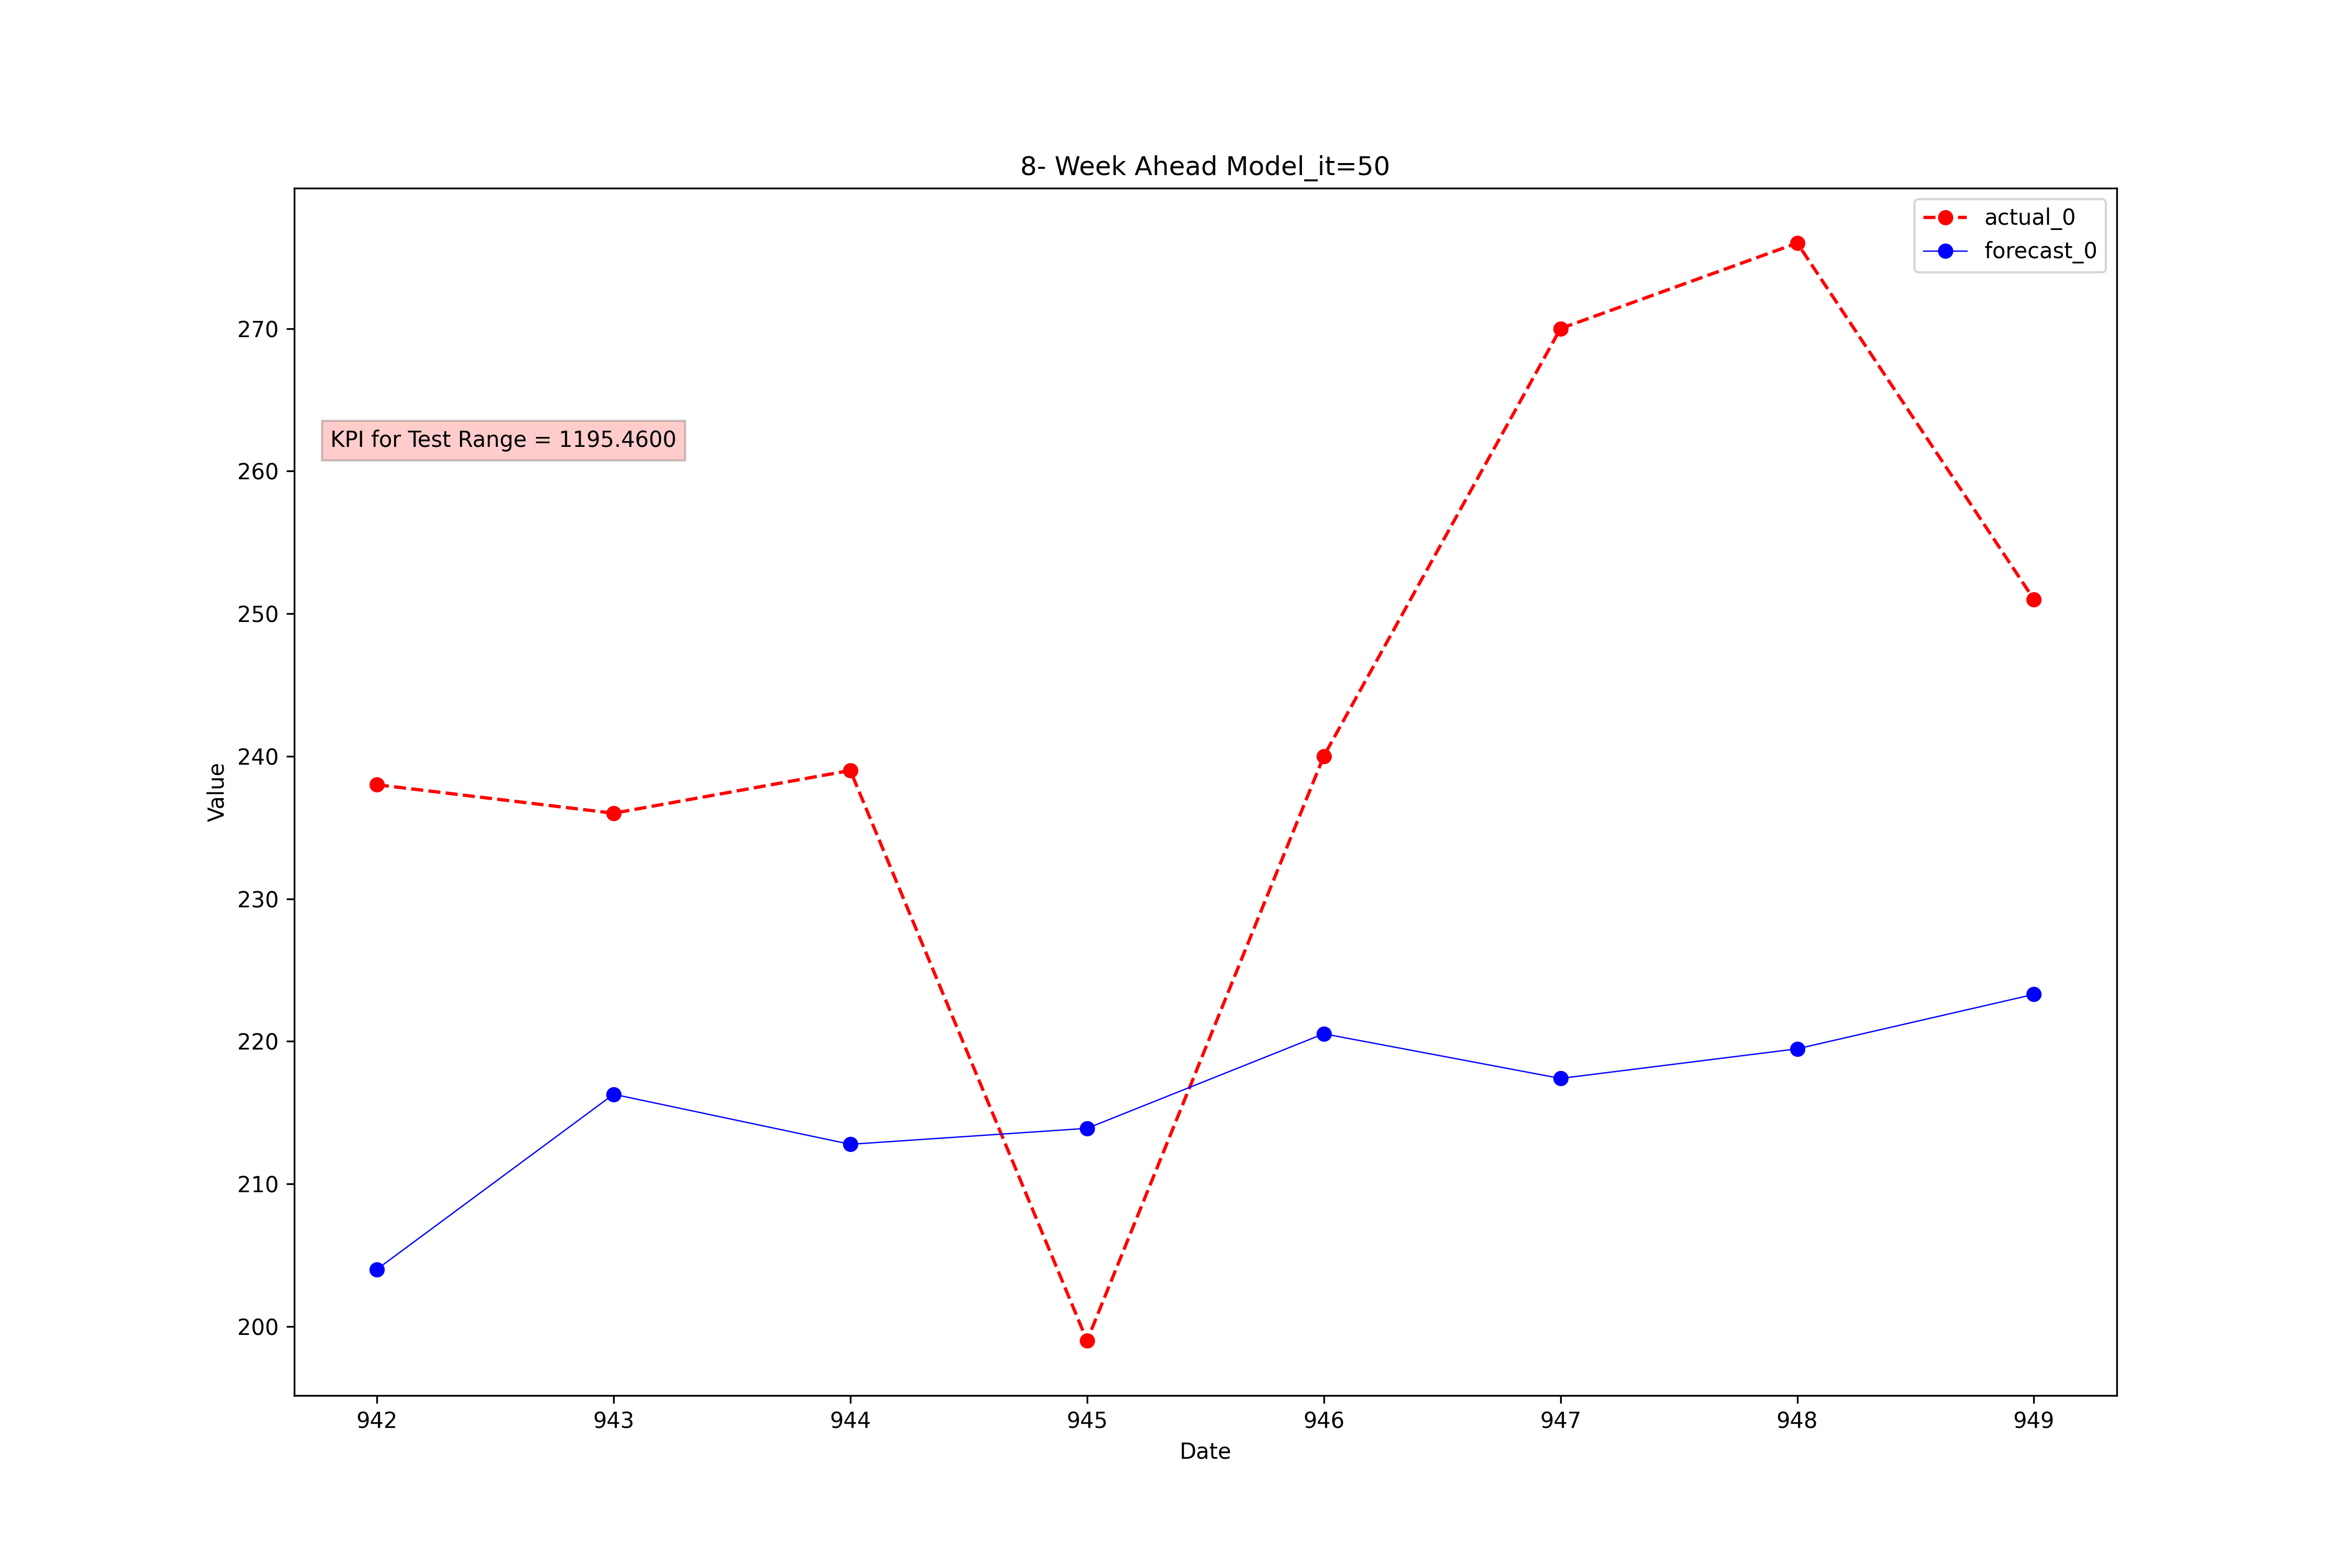 8- Week Ahead Model_it=50
actual_0
forecast_0
KPI for Test Range = 1195.4600
270
260
250
240
230
220
210
200
Value
942 943 944 945 946 947 948 949
Date